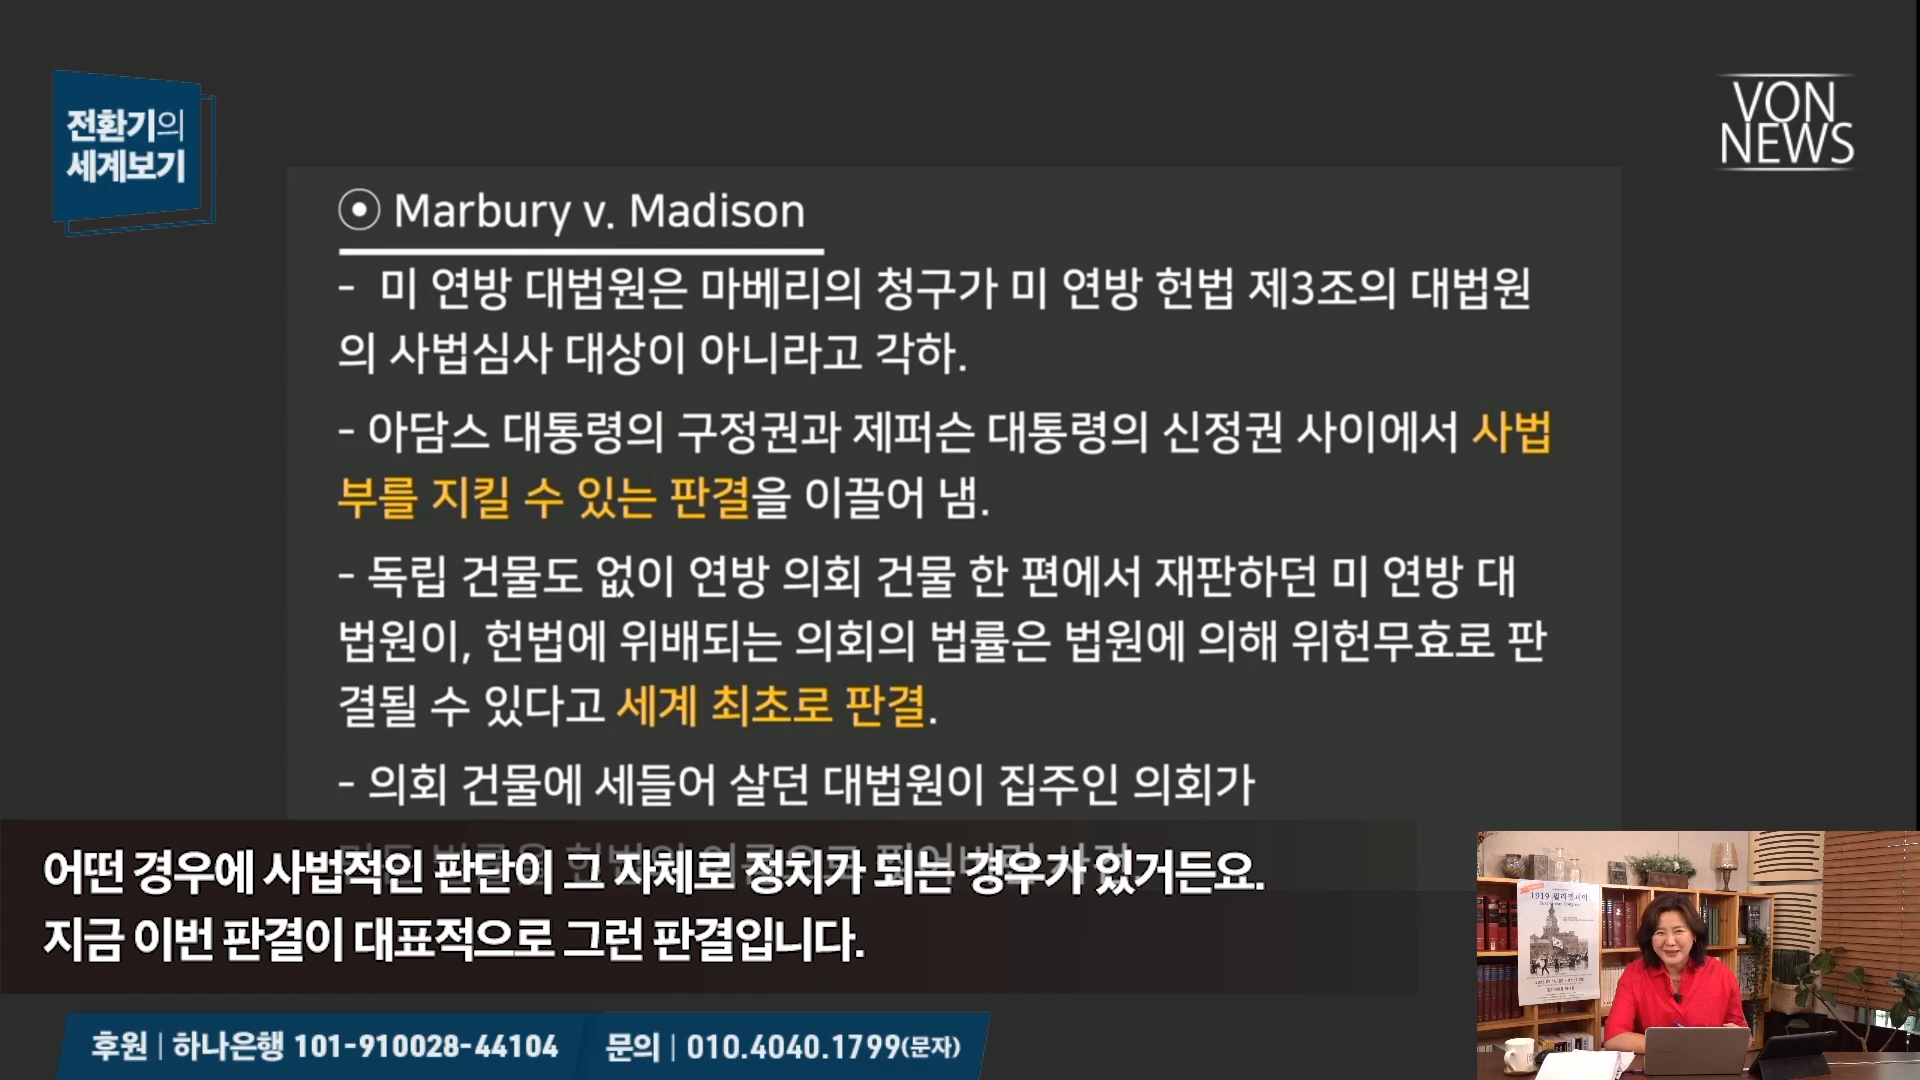 전환기의
세계보기
VON
NEWS
⊙ Marbury v. Madison
- 미 연방 대법원은 마베리의 청구가 미 연방 헌법 제3조의 대법원
의 사법심사 대상이 아니라고 각하.
- 아담스 대통령의 구정권과 제퍼슨 대통령의 신정권 사이에서 사법
부를 지킬 수 있는 판결을 이끌어 냄.
- 독립 건물도 없이 연방 의회 건물 한 편에서 재판하던 미 연방 대
법원이, 헌법에 위배되는 의회의 법률은 법원에 의해 위헌무효로 판
결될 수 있다고 세계 최초로 판결.
- 의회 건물에 세들어 살던 대법원이 집주인 의회가
어떤 경우에 사법적인 판단이 그 자체로 정치가 되는 경우가 있거든요.
지금 이번 판결이 대표적으로 그런 판결입니다.
1919 필라델피아
후원 | 하나은행 101-910028-44104
문의 | 010.4040.1799(문자)